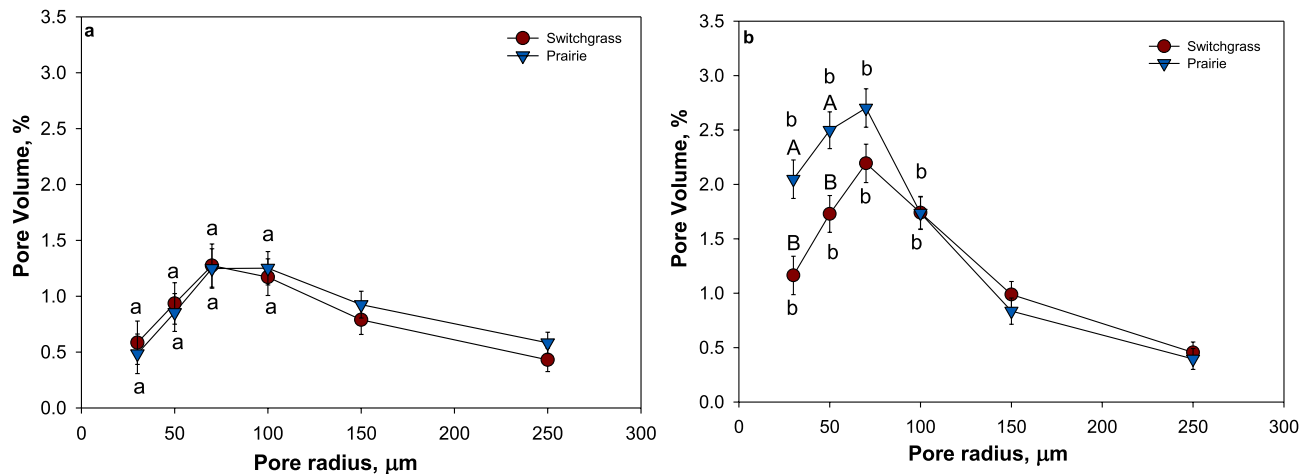 a
Switchgrass
Prairie
Pore Volume, %
3.5
3.0
2.5
2.0
1.5
1.0
0.5
0.0
a
a
a
a
a
a
a
a
0
50
100
150
200
250
300
Pore radius, μm
b
Switchgrass
Prairie
Pore Volume, %
3.5
3.0
2.5
2.0
1.5
1.0
0.5
0.0
b
A
b
A
b
B
b
B
b
b
b
b
0
50
100
150
200
250
300
Pore radius, μm